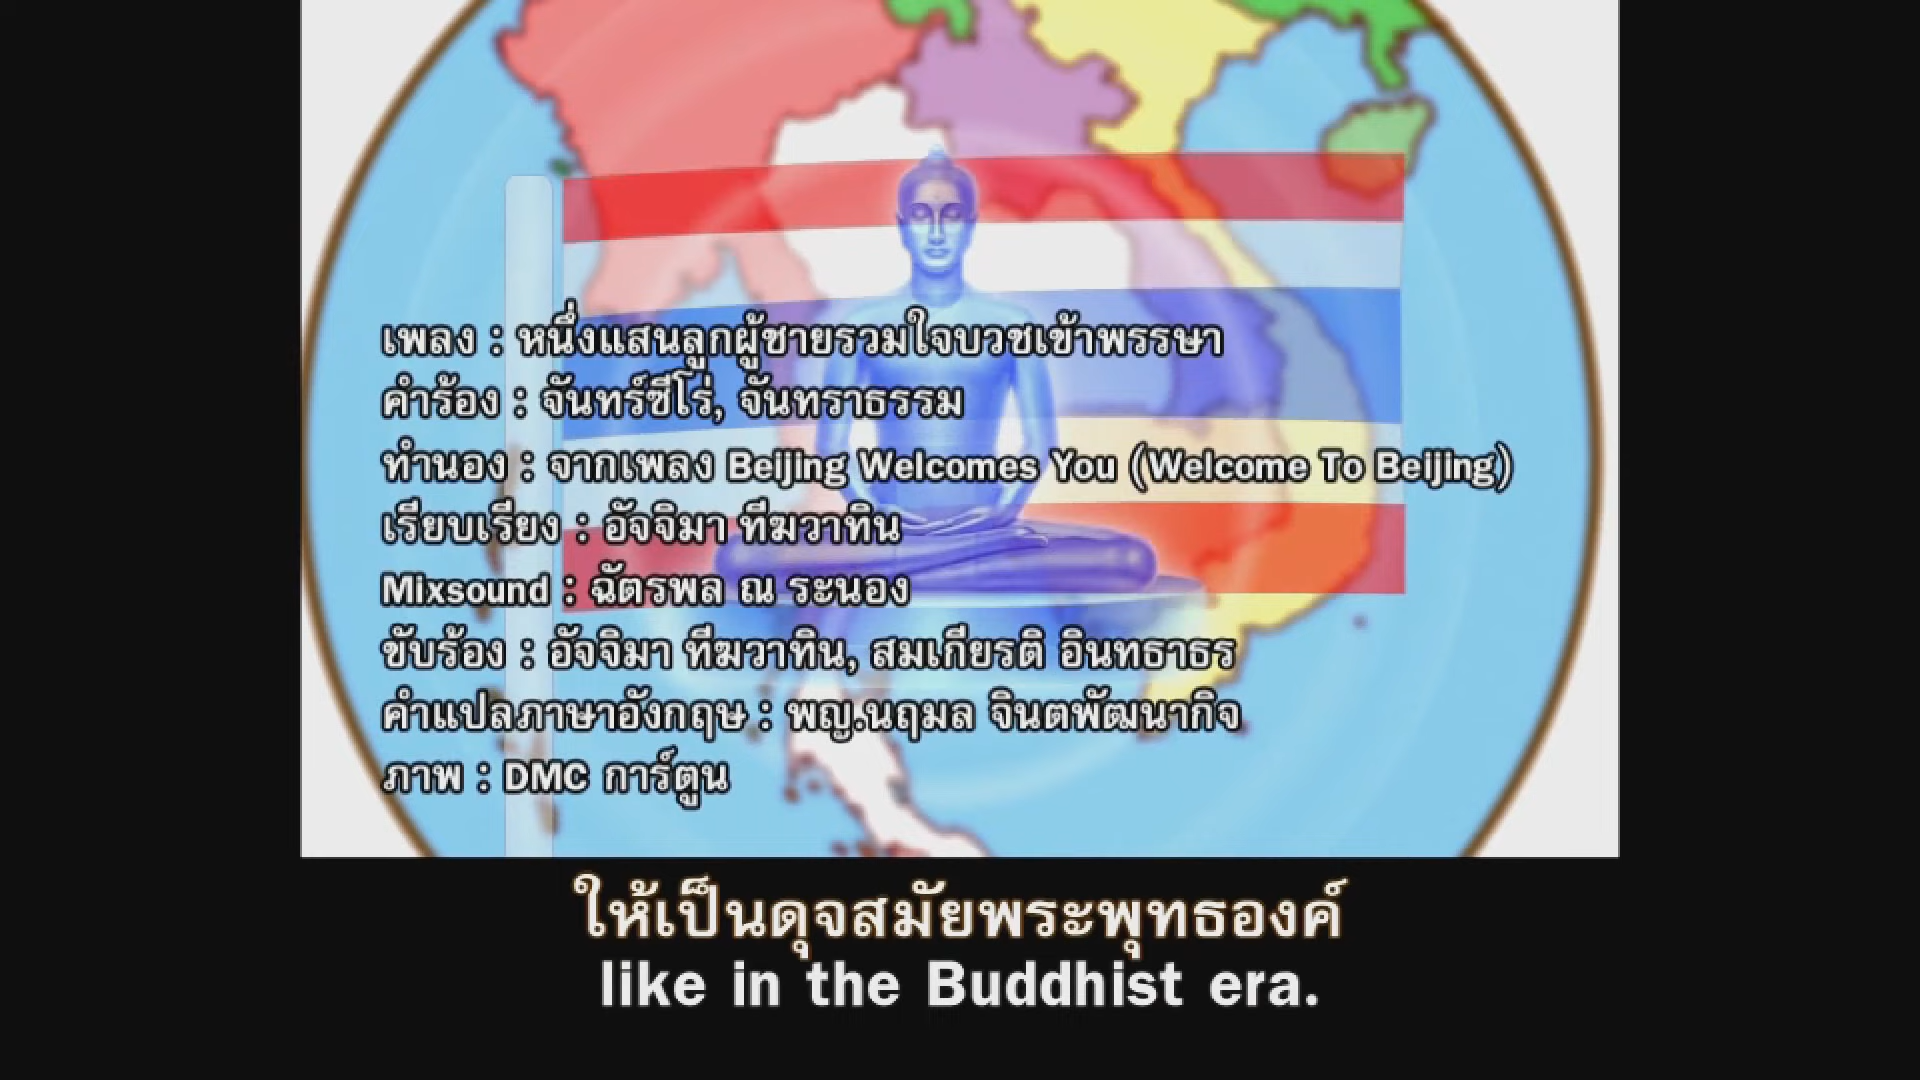 เพลง : หนึ่งแสนลูกผู้ชายรวมใจบวชเข้าพรรษา
คำร้อง : จันทร์ซีโร่, จันทราธรรม
ทำนอง : จากเพลง Beijing Welcomes You (Welcome To Beijing)
เรียบเรียง : อัจจิมา ทีฆวาทิน
Mixsound : ฉัตรพล ณ ระนอง
ขับร้อง : อัจจิมา ทีฆวาทิน, สมเกียรติ อินทธาธร
คำแปลภาษาอังกฤษ : พญ.นฤมล จินตพัฒนากิจ
ภาพ : DMC การ์ตูน
ให้เป็นดุจสมัยพระพุทธองค์
like in the Buddhist era.